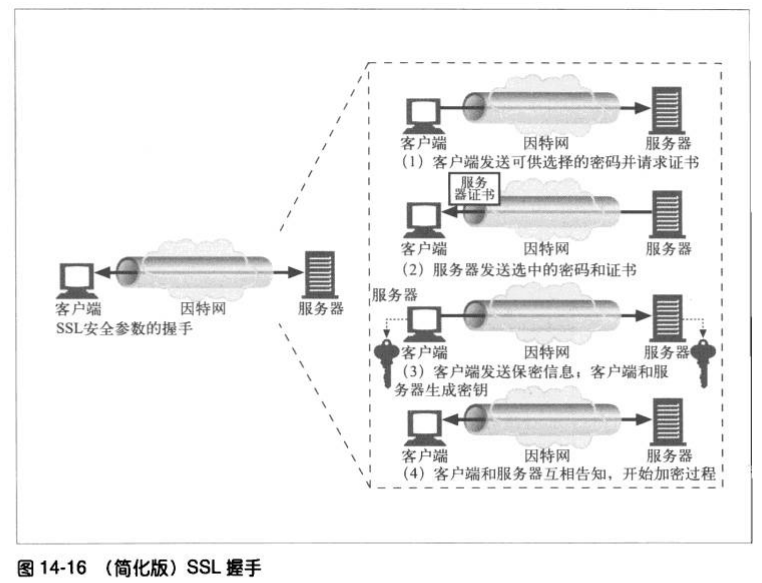 客户端 因特网 服务器
SSL安全参数的握手
客户端 因特网 服务器
(1) 客户端发送可供选择的密码并请求证书
服务
器证书
客户端 因特网 服务器
(2) 服务器发送选中的密码和证书
服务器
客户端 因特网 服务器
(3) 客户端发送保密信息；客户端和服
务器生成密钥
客户端 因特网 服务器
(4) 客户端和服务器互相告知，开始加密过程
图 14-16 （简化版）SSL 握手